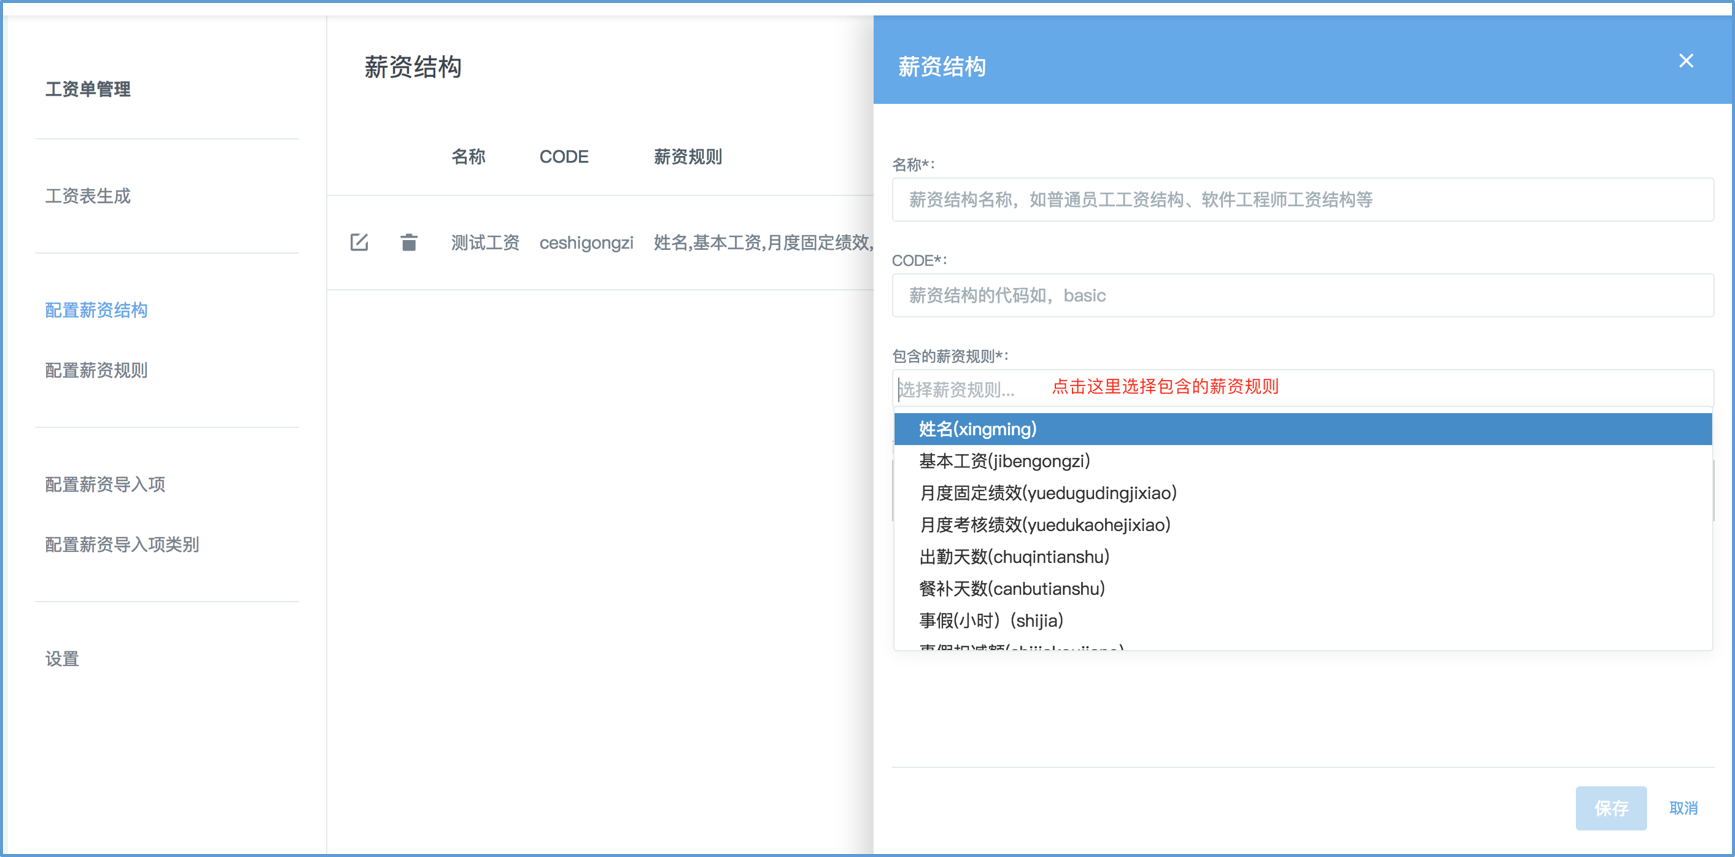 工资单管理
工资表生成
配置薪资结构
配置薪资规则
配置薪资导入项
配置薪资导入项类别
设置
薪资结构
名称 CODE 薪资规则
测试工资 ceshigongzi 姓名,基本工资,月度固定绩效,
薪资结构
名称*：
薪资结构名称，如普通员工工资结构、软件工程师工资结构等
CODE*：
薪资结构的代码如，basic
包含的薪资规则*：
选择薪资规则... 点击这里选择包含的薪资规则
姓名(xingming)
基本工资(jibengongzi)
月度固定绩效(yuedugudingjixiao)
月度考核绩效(yuedukaohejixiao)
出勤天数(chuqintianshu)
餐补天数(canbutianshu)
事假(小时）(shijia)
保存 取消